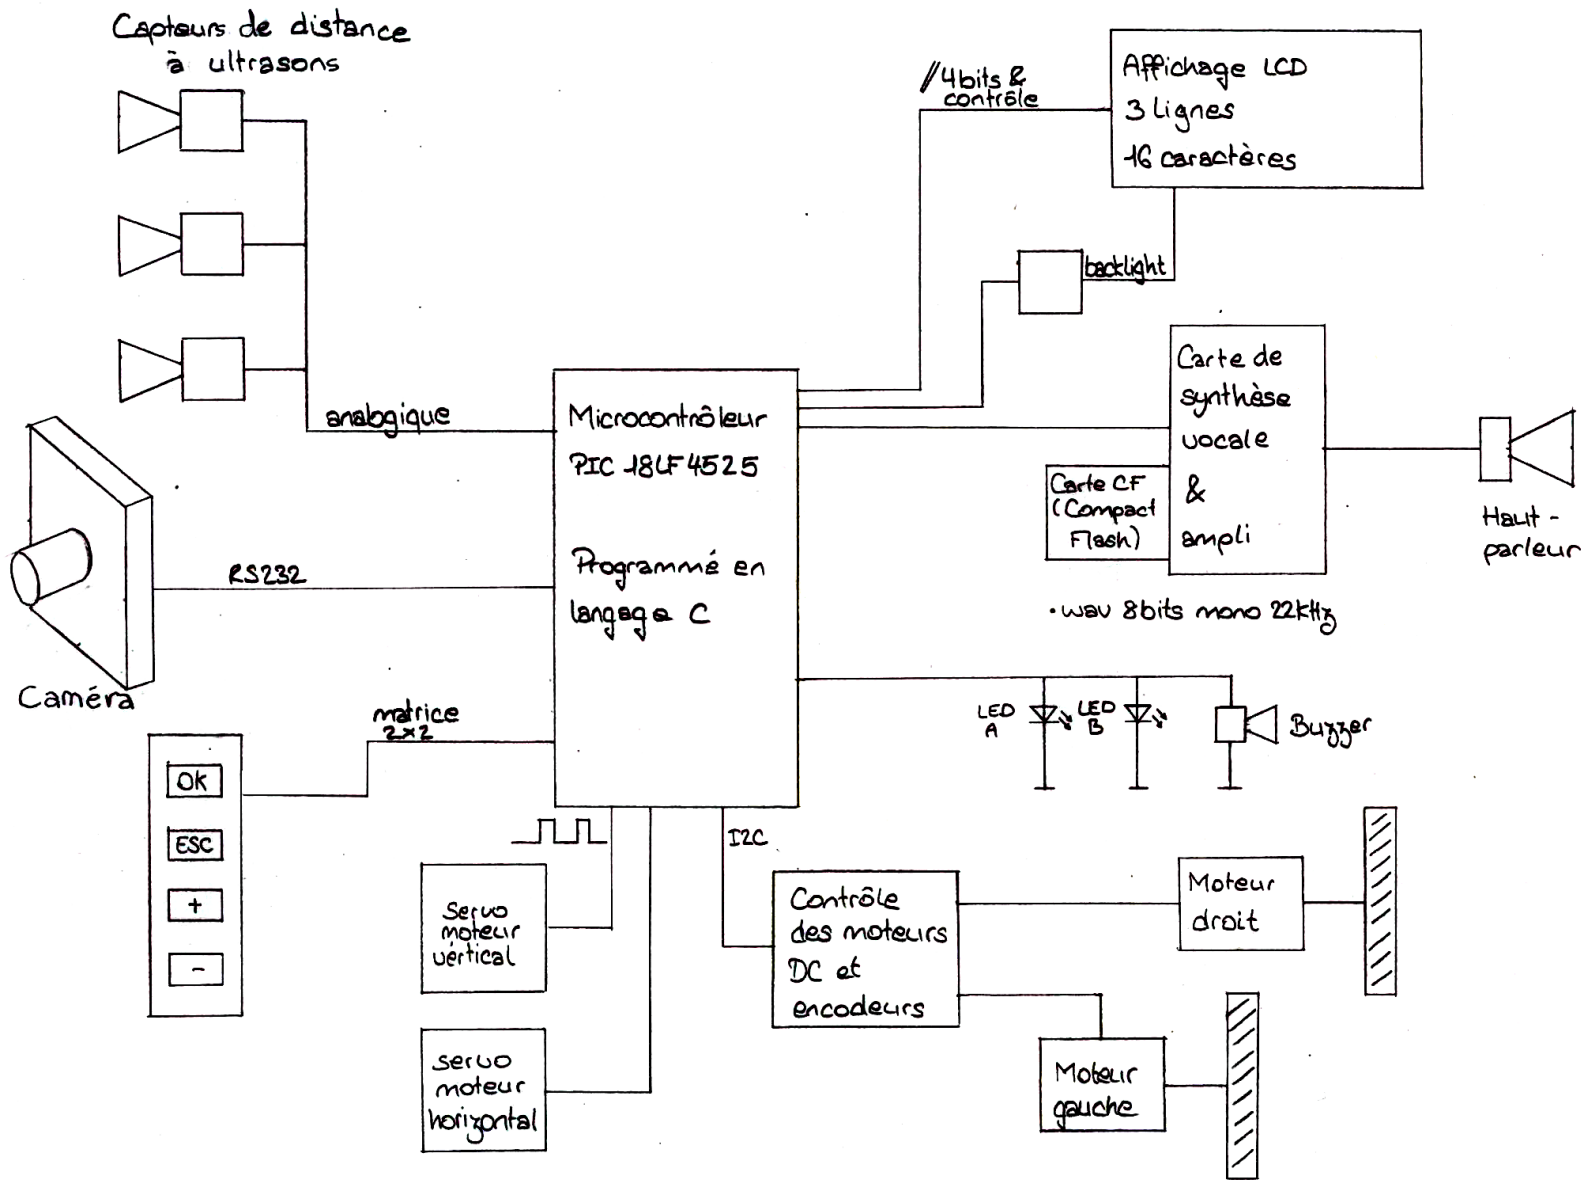 Capteurs de distance
à ultrasons
//4bits &
contrôle
Affichage LCD
3 lignes
16 caractères
backlight
analogique
Microcontrôleur
PIC 18LF4525
Programmé en
langage C
Carte de
synthèse
vocale
&
ampli
Carte CF
(Compact
Flash)
Haut-
parleur
.wav 8bits mono 22kHz
RS232
Caméra
matrice
2x2
OK
ESC
+
-
LED
A
LED
B
Buzzer
I2C
Servo
moteur
vertical
servo
moteur
horizontal
Contrôle
des moteurs
DC et
encodeurs
Moteur
droit
Moteur
gauche